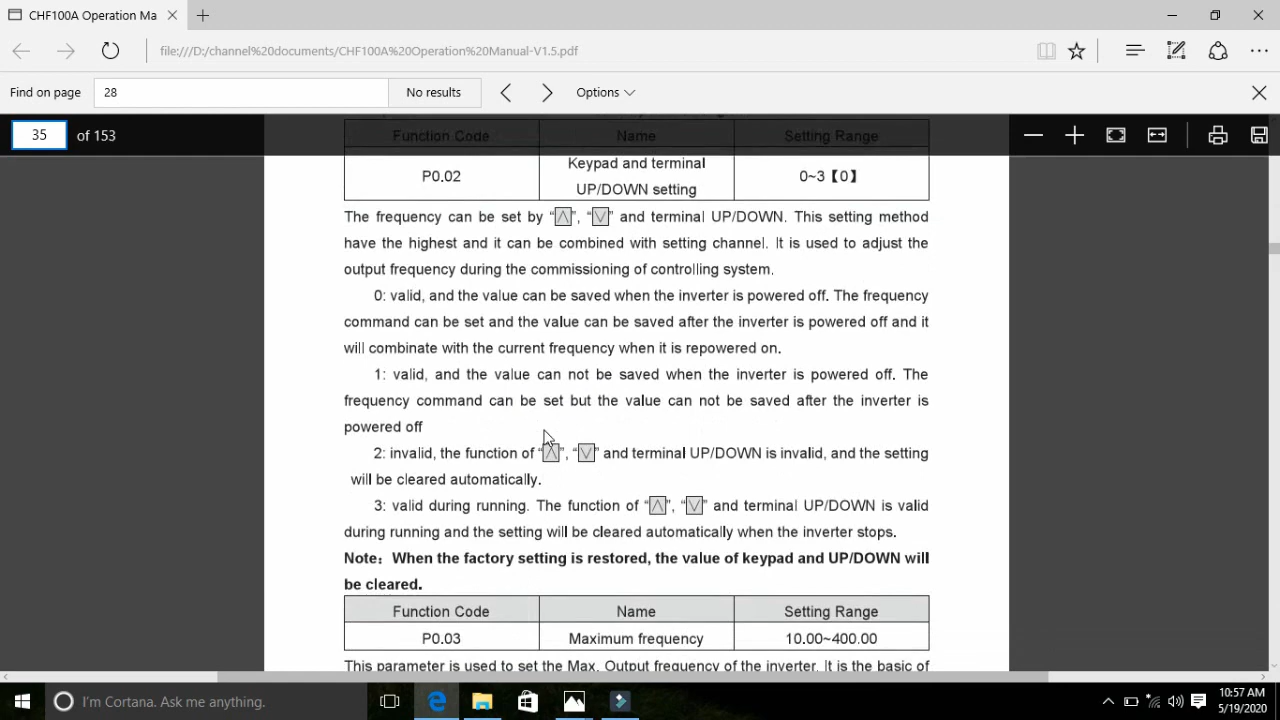 CHF100A Operation Ma
file:///D:/channel%20documents/CHF100A%20Operation%20Manual-V1.5.pdf
Find on page 28 No results Options
35 of 153
Function Code Name Setting Range
P0.02 Keypad and terminal UP/DOWN setting 0~3【0】
The frequency can be set by “∧”, “∨” and terminal UP/DOWN. This setting method
have the highest and it can be combined with setting channel. It is used to adjust the
output frequency during the commissioning of controlling system.
0: valid, and the value can be saved when the inverter is powered off. The frequency
command can be set and the value can be saved after the inverter is powered off and it
will combinate with the current frequency when it is repowered on.
1: valid, and the value can not be saved when the inverter is powered off. The
frequency command can be set but the value can not be saved after the inverter is
powered off
2: invalid, the function of “∧”, “∨” and terminal UP/DOWN is invalid, and the setting
will be cleared automatically.
3: valid during running. The function of “∧”, “∨” and terminal UP/DOWN is valid
during running and the setting will be cleared automatically when the inverter stops.
Note：When the factory setting is restored, the value of keypad and UP/DOWN will
be cleared.
Function Code Name Setting Range
P0.03 Maximum frequency 10.00~400.00
This parameter is used to set the Max. Output frequency of the inverter. It is the basic of
I'm Cortana. Ask me anything.
10:57 AM
5/19/2020